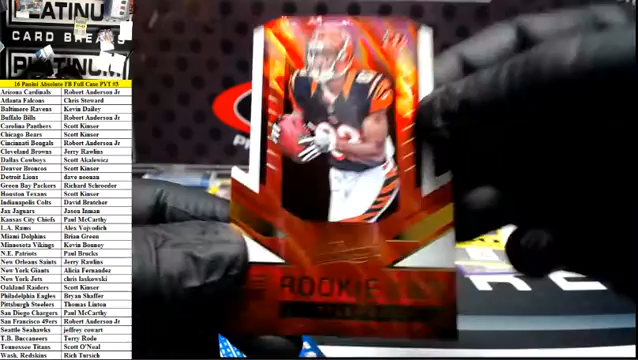 PLATINUM
CARD BREAKS
PLATINUM
16 Panini Absolute FB Full Case PYT #3
Arizona Cardinals Robert Anderson Jr
Atlanta Falcons Chris Steward
Baltimore Ravens Kevin Dailey
Buffalo Bills Robert Anderson Jr
Carolina Panthers Scott Kinser
Chicago Bears Scott Kinser
Cincinnati Bengals Robert Anderson Jr
Cleveland Browns Jerry Rawlins
Dallas Cowboys Scott Akalewicz
Denver Broncos Scott Kinser
Detroit Lions dave noonan
Green Bay Packers Richard Schroeder
Houston Texans Scott Kinser
Indianapolis Colts David Bratcher
Jax Jaguars Jason Inman
Kansas City Chiefs Paul McCarthy
L.A. Rams Alex Vojvodich
Miami Dolphins Brian Green
Minnesota Vikings Kevin Bonney
N.E. Patriots Paul Brucks
New Orleans Saints Jerry Rawlins
New York Giants Alicia Fernandez
New York Jets chris laskowski
Oakland Raiders Scott Kinser
Philadelphia Eagles Bryan Shaffer
Pittsburgh Steelers Thomas Linton
San Diego Chargers Paul McCarthy
San Francisco 49ers Robert Anderson Jr
Seattle Seahawks jeffrey cowart
T.B. Buccaneers Terry Rode
Tennessee Titans Scott O'Neal
Wash. Redskins Rich Tursich
ROOKIE